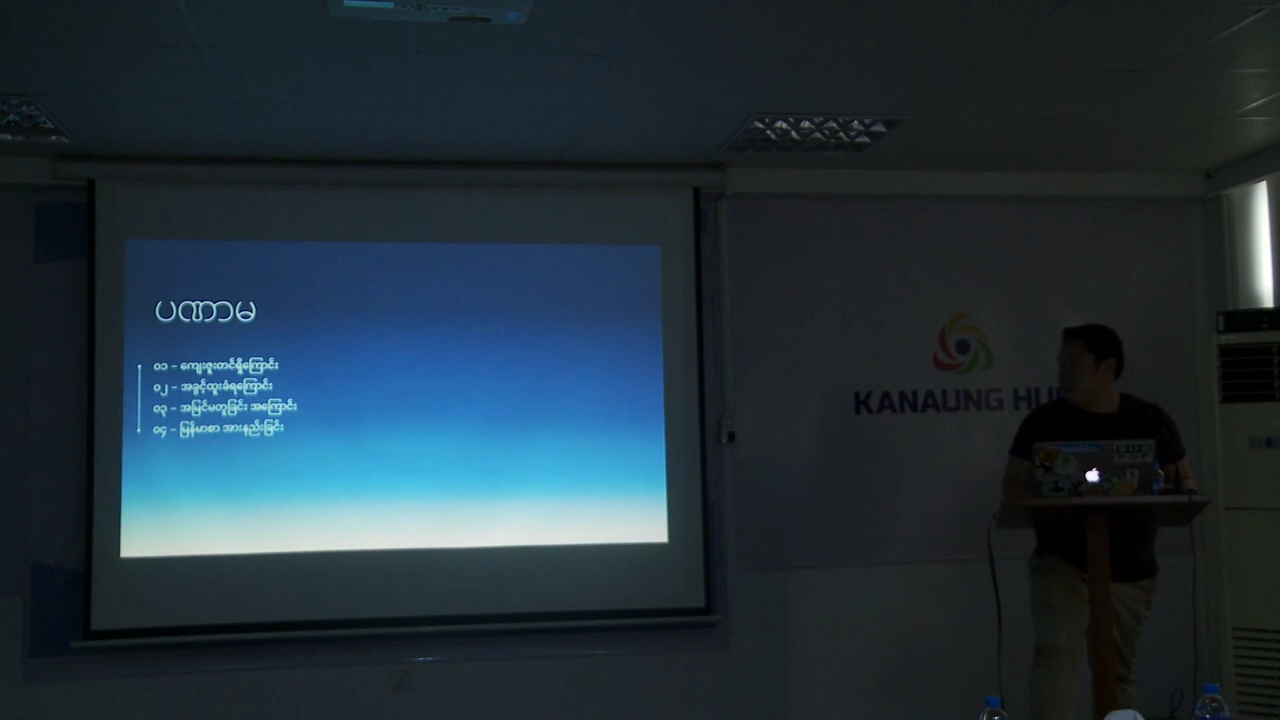 ပဏာမ
၀၁ – ကျေးဇူးတင်ရှိကြောင်း
၀၂ – အခွင့်ထူးခံရကြောင်း
၀၃ – အမြင်မတူခြင်း အကြောင်း
၀၄ – မြန်မာစာ အားနည်းခြင်း
KANAUNG HUB